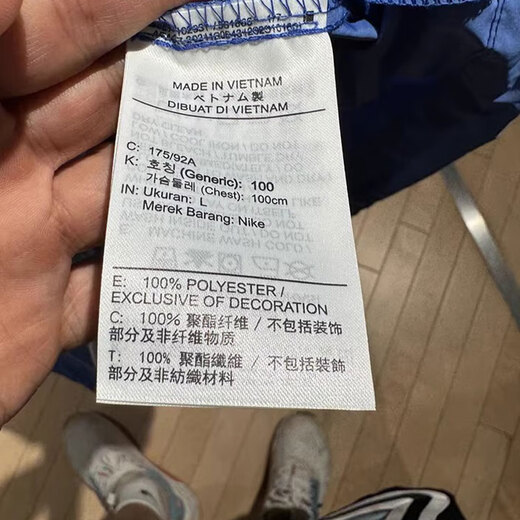 MADE IN VIETNAM
ベトナム製
DIBUAT DI VIETNAM
C: 175/92A
K: 호칭 (Generic): 100
가슴둘레 (Chest): 100cm
IN: Ukuran: L
Merek Barang: Nike
E: 100% POLYESTER /
EXCLUSIVE OF DECORATION
C: 100% 聚酯纤维 / 不包括装饰
部分及非纤维物质
T: 100% 聚酯纖維 / 不包括裝飾
部分及非紡織材料